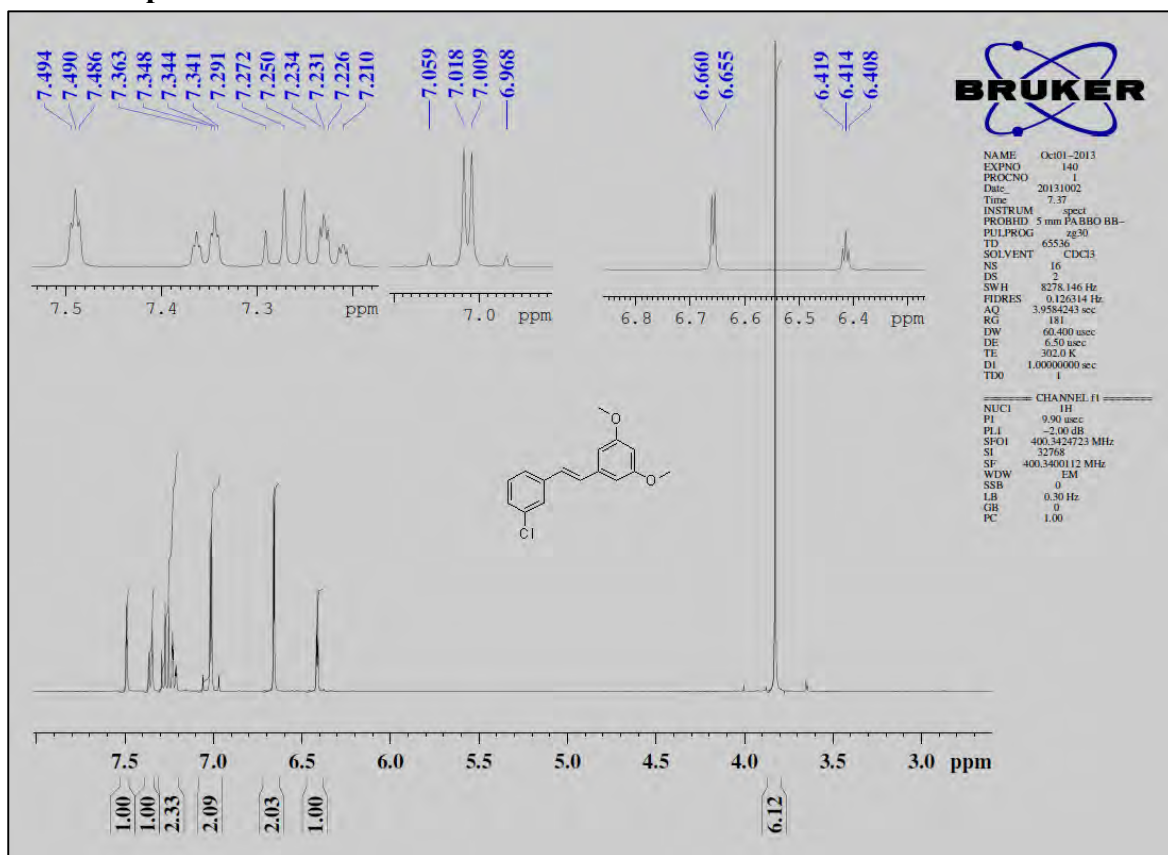 7.494
7.490
7.486
7.363
7.348
7.344
7.341
7.291
7.272
7.250
7.234
7.231
7.226
7.210
7.059
7.018
7.009
6.968
6.660
6.655
6.419
6.414
6.408
BRUKER
7.5 7.4 7.3 ppm
7.0 ppm
6.8 6.7 6.6 6.5 6.4 ppm
NAME Oct01-2013
EXPNO 140
PROCNO 1
Date_ 20131002
Time 7.37
INSTRUM spect
PROBHD 5 mm PABBO BB-
PULPROG zg30
TD 65536
SOLVENT CDCl3
NS 16
DS 2
SWH 8278.146 Hz
FIDRES 0.126314 Hz
AQ 3.9584243 sec
RG 181
DW 60.400 usec
DE 6.50 usec
TE 302.0 K
D1 1.00000000 sec
TD0 1
======== CHANNEL f1 ========
NUC1 1H
P1 9.90 usec
PL1 -2.00 dB
SFO1 400.3424723 MHz
SI 32768
SF 400.3400112 MHz
WDW EM
SSB 0
LB 0.30 Hz
GB 0
PC 1.00
O
O
Cl
7.5 7.0 6.5 6.0 5.5 5.0 4.5 4.0 3.5 3.0 ppm
1.00
1.00
2.33
2.09
2.03
1.00
6.12